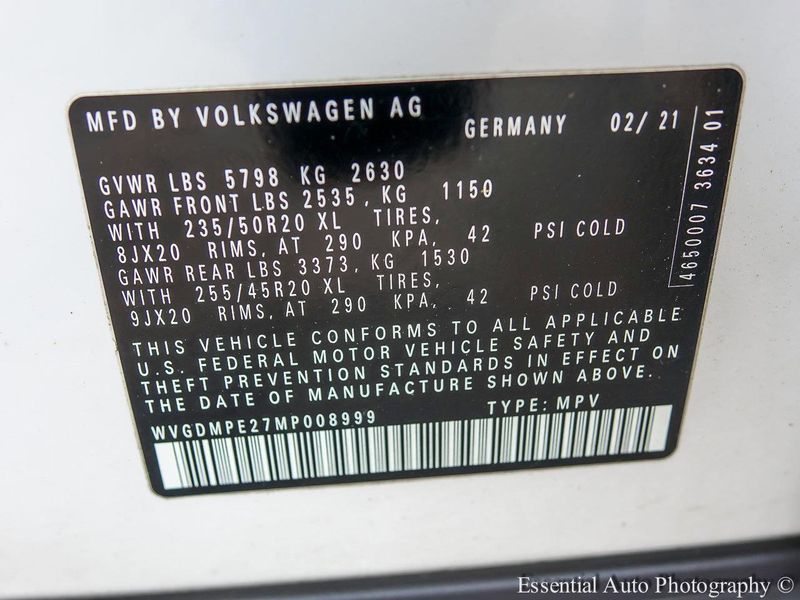 MFD BY VOLKSWAGEN AG GERMANY 02/21
GVWR LBS 5798 KG 2630
GAWR FRONT LBS 2535, KG 1150
WITH 235/50R20 XL TIRES,
8JX20 RIMS, AT 290 KPA, 42 PSI COLD
GAWR REAR LBS 3373, KG 1530
WITH 255/45R20 XL TIRES,
9JX20 RIMS, AT 290 KPA, 42 PSI COLD
THIS VEHICLE CONFORMS TO ALL APPLICABLE
U.S. FEDERAL MOTOR VEHICLE SAFETY AND
THEFT PREVENTION STANDARDS IN EFFECT ON
THE DATE OF MANUFACTURE SHOWN ABOVE.
WVGDMPE27MP008999 TYPE: MPV
4650007 3634 01
Essential Auto Photography ©